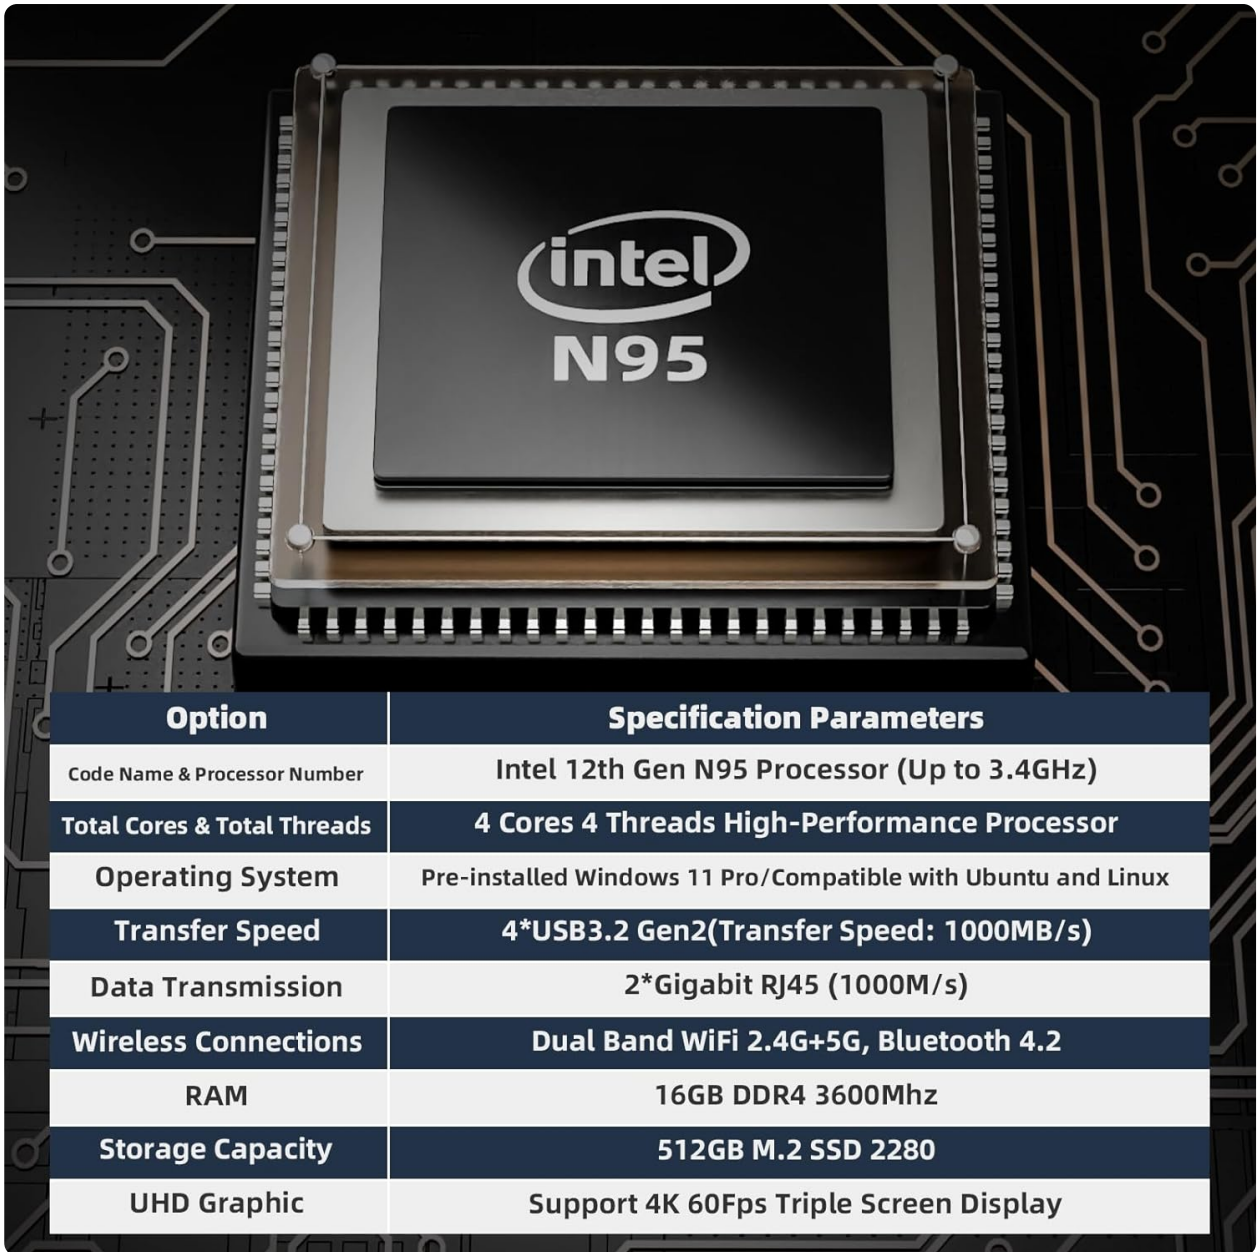 intel
N95
Option Specification Parameters
Code Name & Processor Number Intel 12th Gen N95 Processor (Up to 3.4GHz)
Total Cores & Total Threads 4 Cores 4 Threads High-Performance Processor
Operating System Pre-installed Windows 11 Pro/Compatible with Ubuntu and Linux
Transfer Speed 4*USB3.2 Gen2(Transfer Speed: 1000MB/s)
Data Transmission 2*Gigabit RJ45 (1000M/s)
Wireless Connections Dual Band WiFi 2.4G+5G, Bluetooth 4.2
RAM 16GB DDR4 3600Mhz
Storage Capacity 512GB M.2 SSD 2280
UHD Graphic Support 4K 60Fps Triple Screen Display